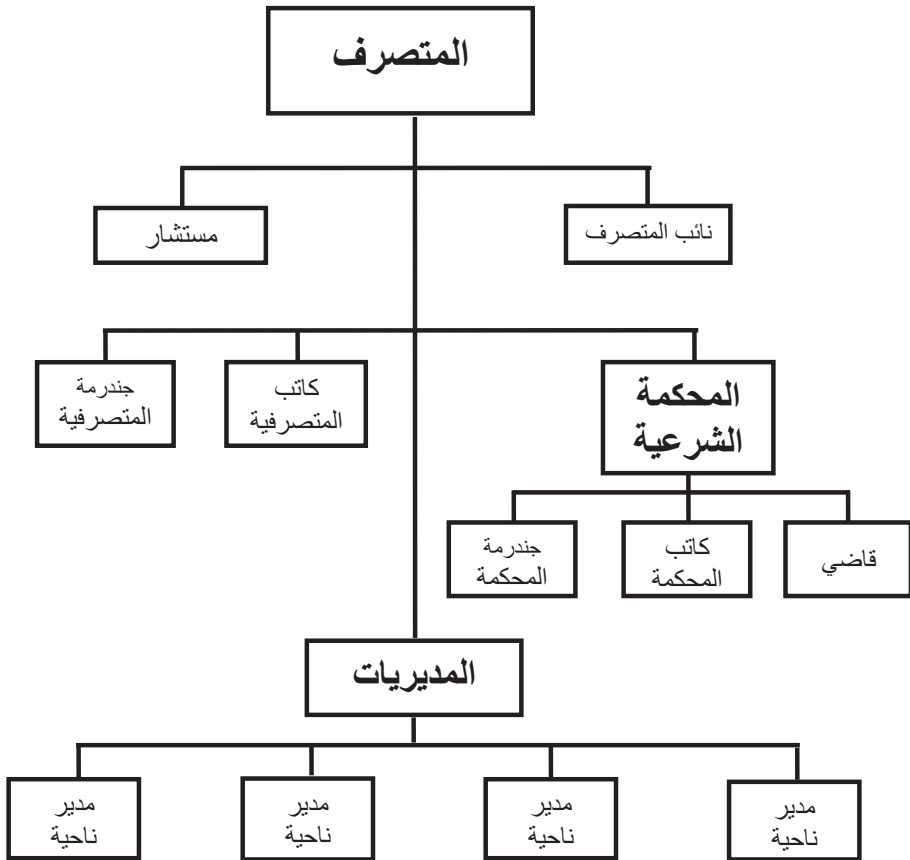 المتصرف
نائب المتصرف
مستشار
المحكمة
الشرعية
كاتب
المتصرفية
جندرمة
المتصرفية
قاضي
كاتب
المحكمة
جندرمة
المحكمة
المديريات
مدير
ناحية
مدير
ناحية
مدير
ناحية
مدير
ناحية